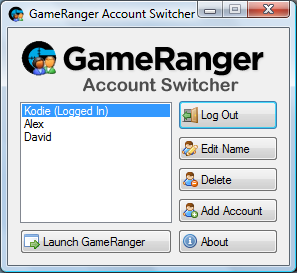 GameRanger Account Switcher
GameRanger
Account Switcher
Kodie (Logged In)
Alex
David
Log Out
Edit Name
Delete
Add Account
Launch GameRanger
About